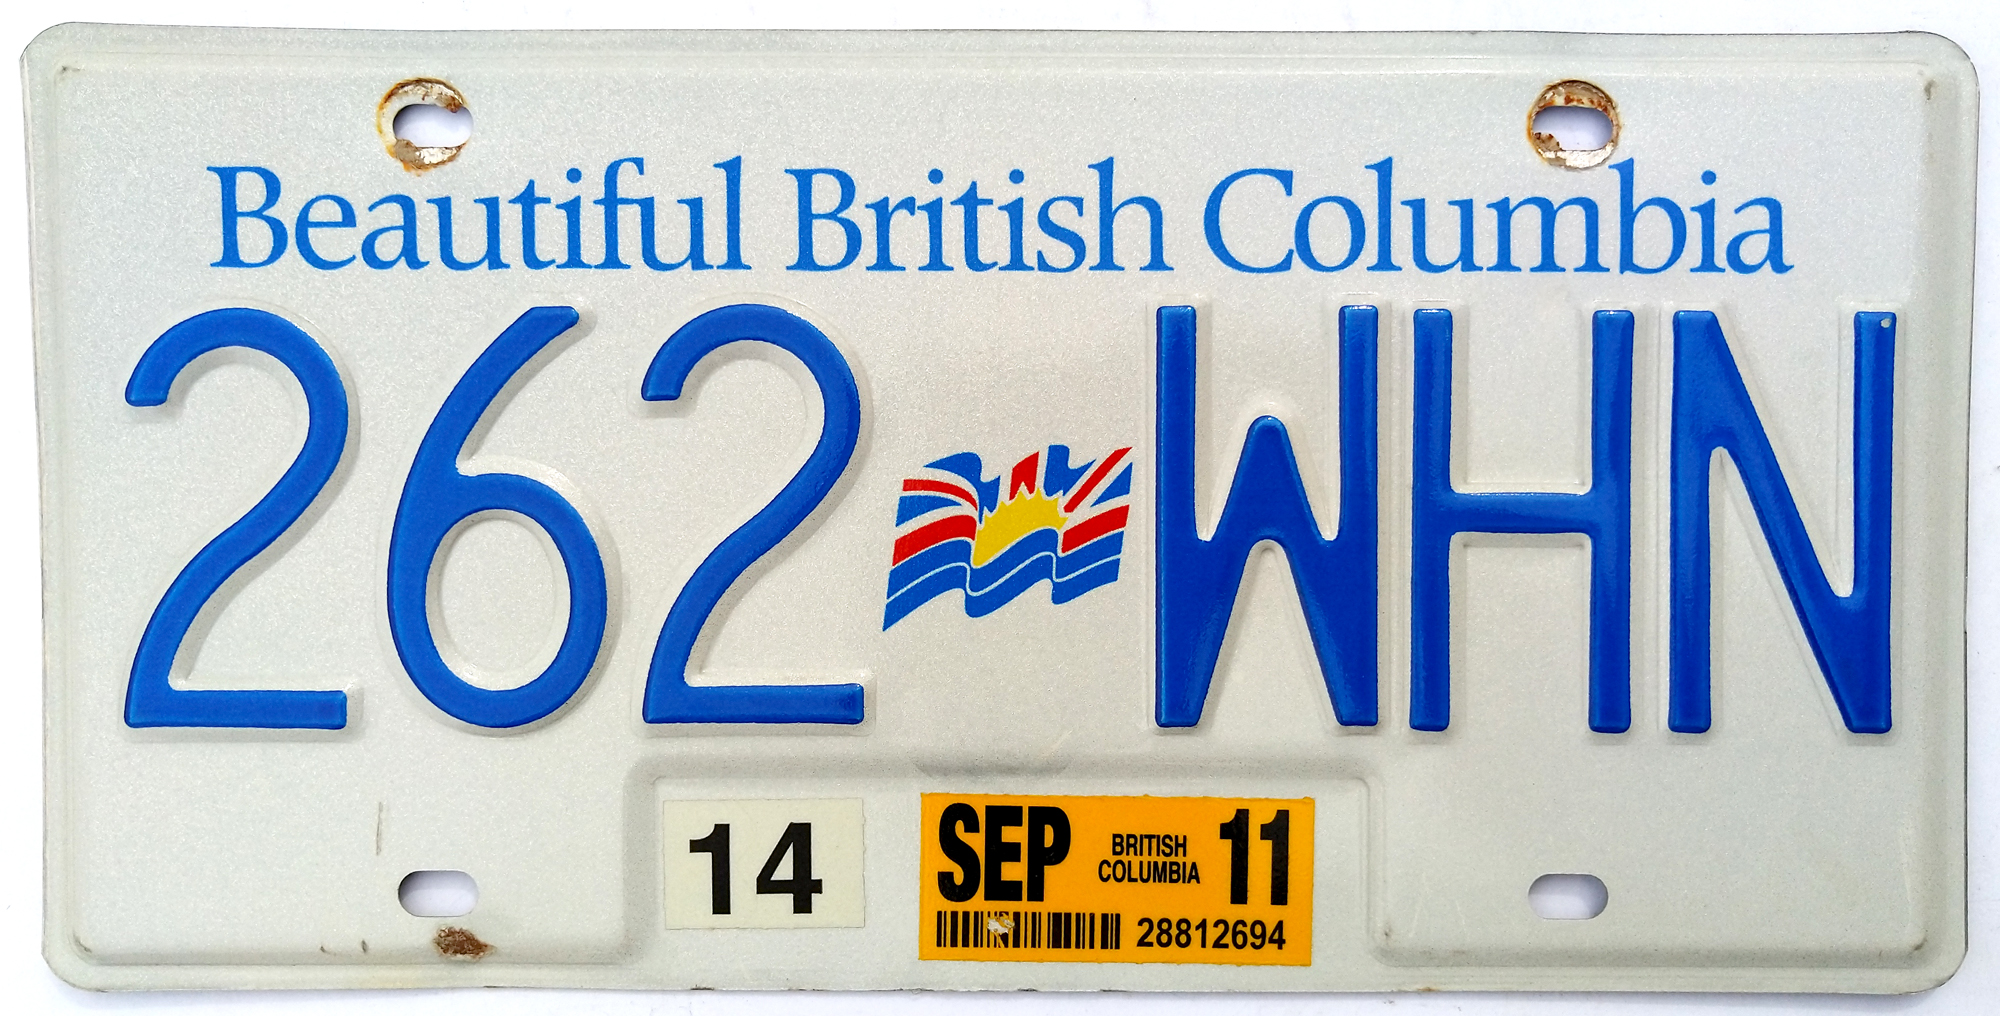 Beautiful British Columbia
262 WHN
14
SEP BRITISH COLUMBIA 11
28812694